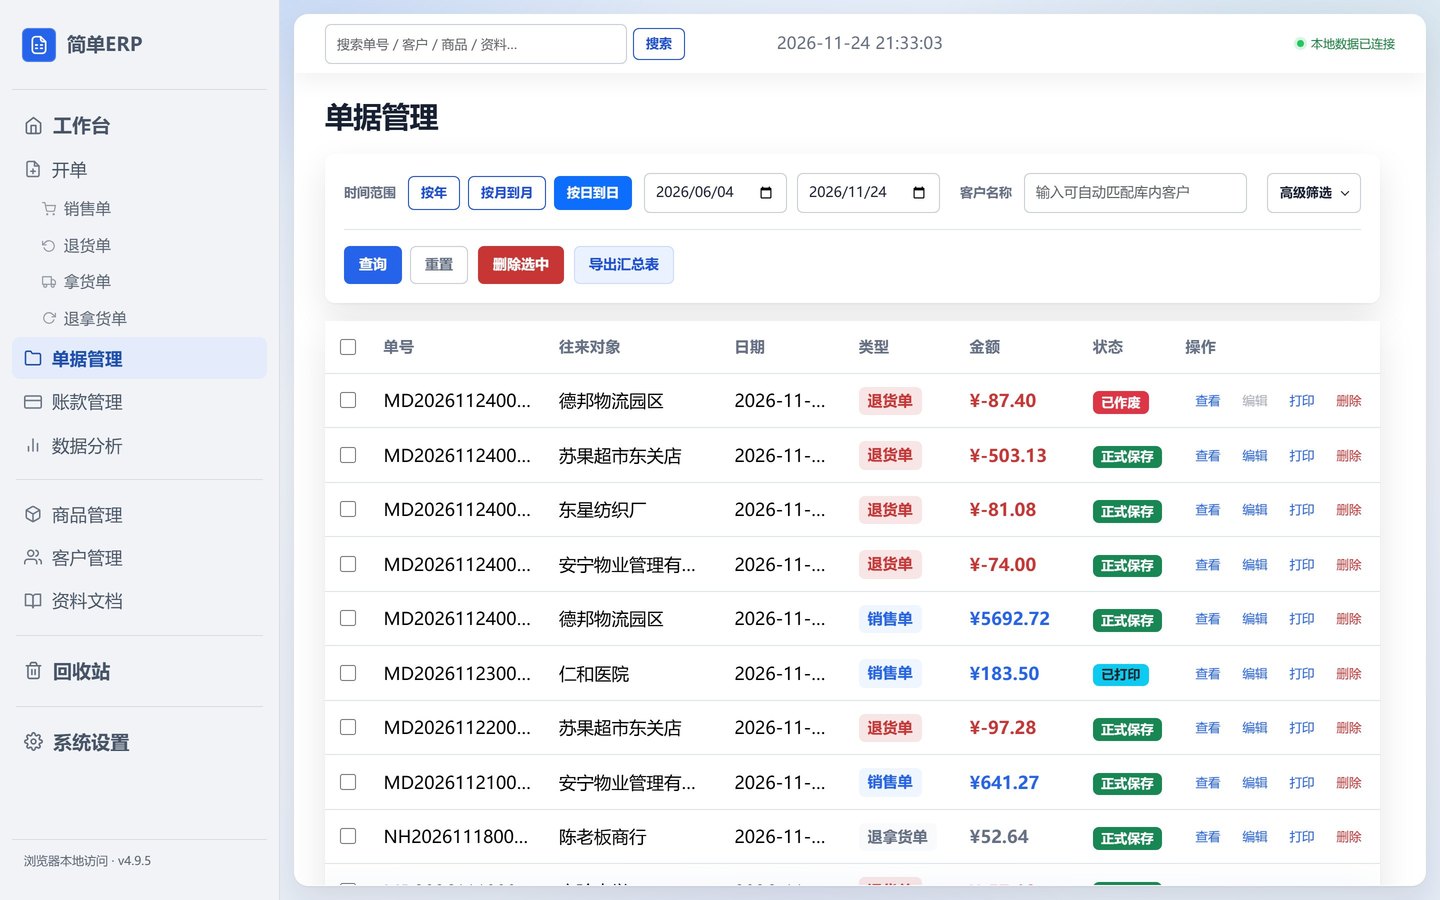 简单ERP
工作台
开单
销售单
退货单
拿货单
退拿货单
单据管理
账款管理
数据分析
商品管理
客户管理
资料文档
回收站
系统设置
浏览器本地访问 · v4.9.5
搜索单号 / 客户 / 商品 / 资料... 搜索 2026-11-24 21:33:03 本地数据已连接
单据管理
时间范围 按年 按月到月 按日到日 2026/06/04 2026/11/24 客户名称 输入可自动匹配库内客户 高级筛选
查询 重置 删除选中 导出汇总表
单号 往来对象 日期 类型 金额 状态 操作
MD2026112400... 德邦物流园区 2026-11-... 退货单 ¥-87.40 已作废 查看 编辑 打印 删除
MD2026112400... 苏果超市东关店 2026-11-... 退货单 ¥-503.13 正式保存 查看 编辑 打印 删除
MD2026112400... 东星纺织厂 2026-11-... 退货单 ¥-81.08 正式保存 查看 编辑 打印 删除
MD2026112400... 安宁物业管理有... 2026-11-... 退货单 ¥-74.00 正式保存 查看 编辑 打印 删除
MD2026112400... 德邦物流园区 2026-11-... 销售单 ¥5692.72 正式保存 查看 编辑 打印 删除
MD2026112300... 仁和医院 2026-11-... 销售单 ¥183.50 已打印 查看 编辑 打印 删除
MD2026112200... 苏果超市东关店 2026-11-... 退货单 ¥-97.28 正式保存 查看 编辑 打印 删除
MD2026112100... 安宁物业管理有... 2026-11-... 销售单 ¥641.27 正式保存 查看 编辑 打印 删除
NH2026111800... 陈老板商行 2026-11-... 退拿货单 ¥52.64 正式保存 查看 编辑 打印 删除